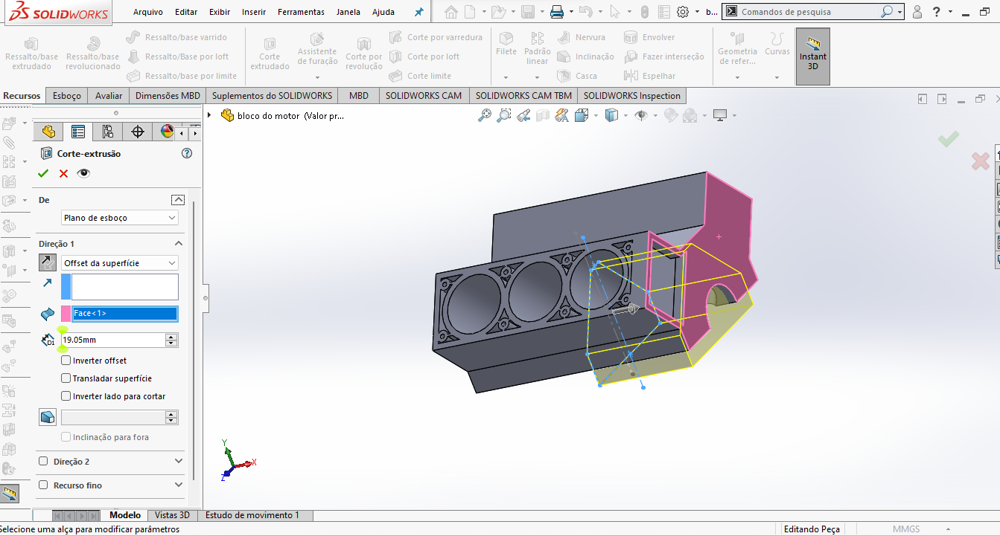 SOLIDWORKS
Arquivo Editar Exibir Inserir Ferramentas Janela Ajuda
b...
Comandos de pesquisa
?
Ressalto/base extrudado
Ressalto/base revolucionado
Ressalto/base varrido
Ressalto/Base por loft
Ressalto/base por limite
Corte extrudado
Assistente de furação
Corte por revolução
Corte por varredura
Corte por loft
Corte limite
Filete
Padrão linear
Nervura
Inclinação
Casca
Envolver
Fazer interseção
Espelhar
Geometria de refer...
Curvas
Instant 3D
Recursos Esboço Avaliar Dimensões MBD Suplementos do SOLIDWORKS MBD SOLIDWORKS CAM SOLIDWORKS CAM TBM SOLIDWORKS Inspection
bloco do motor (Valor pr...
Corte-extrusão
?
De
Plano de esboço
Direção 1
Offset da superfície
Face<1>
D1
19.05mm
Inverter offset
Transladar superfície
Inverter lado para cortar
Inclinação para fora
Direção 2
Recurso fino
Y
X
Z
Modelo Vistas 3D Estudo de movimento 1
Selecione uma alça para modificar parâmetros
Editando Peça
MMGS